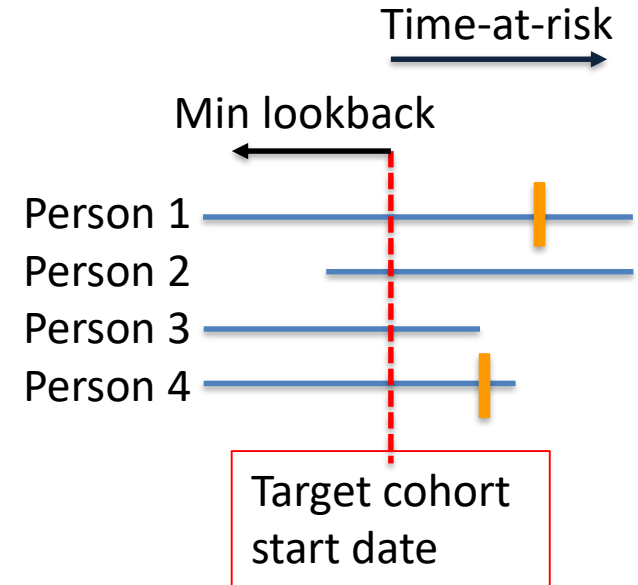 Time-at-risk
Min lookback
Person 1
Person 2
Person 3
Person 4
Target cohort
start date